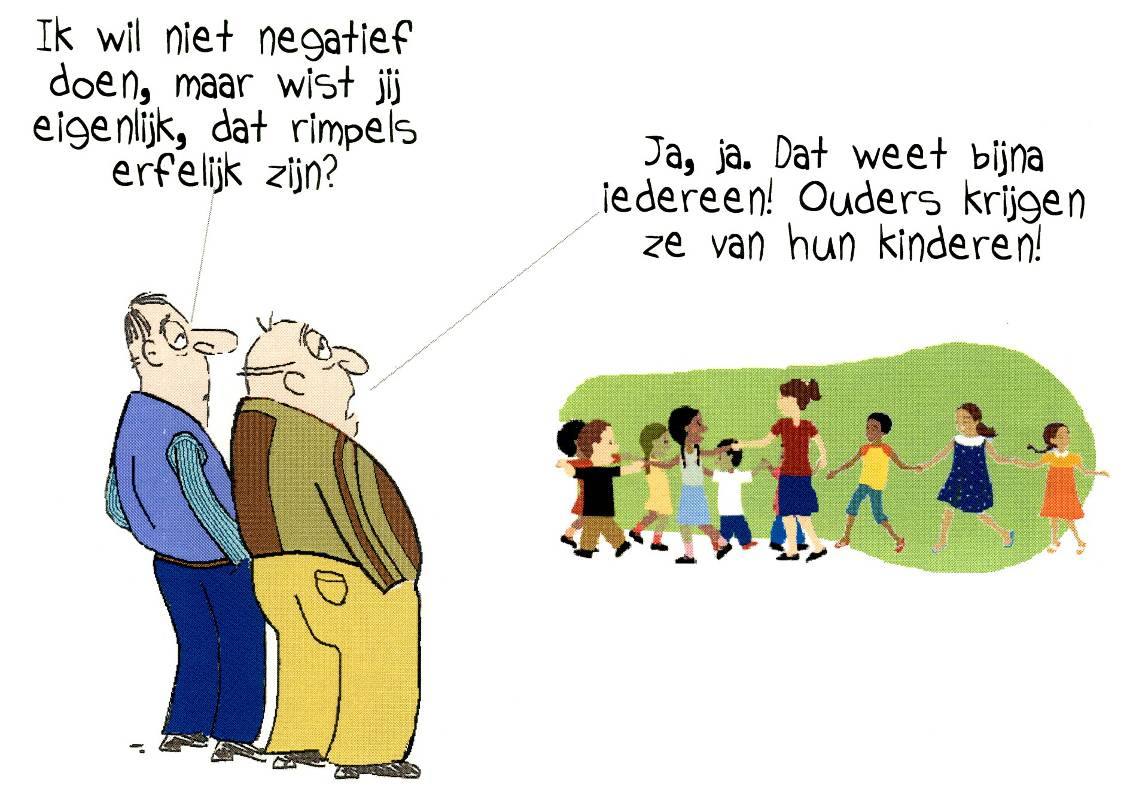 Ik wil niet negatief
doen, maar wist jij
eigenlijk, dat rimpels
erfelijk zijn?
Ja, ja. Dat weet bijna
iedereen! Ouders krijgen
ze van hun kinderen!